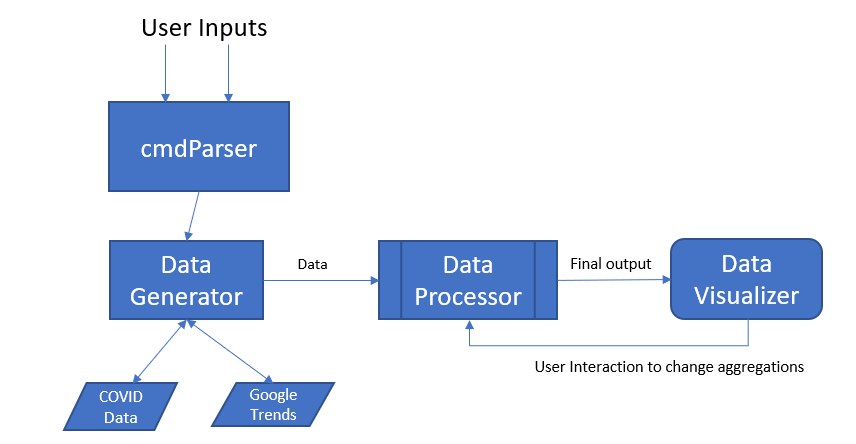 User Inputs
cmdParser
Data
Generator
Data
Data
Processor
Final output
Data
Visualizer
User Interaction to change aggregations
COVID
Data
Google
Trends